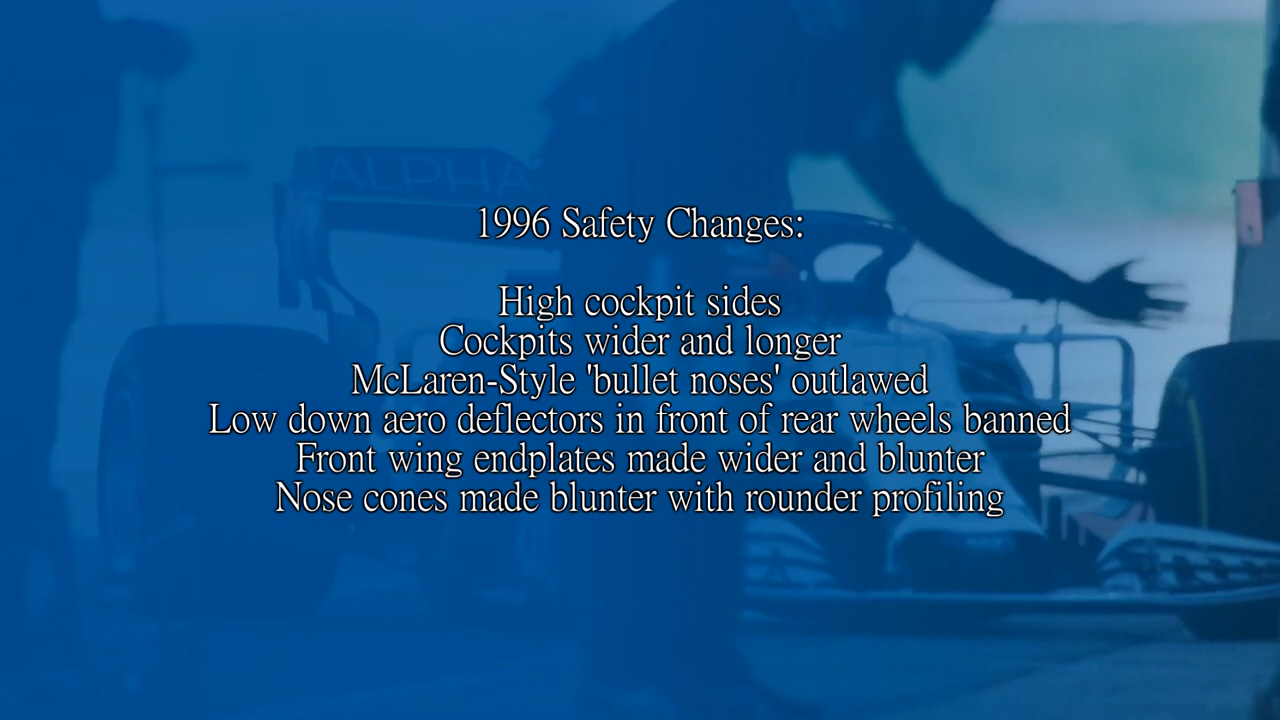 ALPHA
1996 Safety Changes:
High cockpit sides
Cockpits wider and longer
McLaren-Style 'bullet noses' outlawed
Low down aero deflectors in front of rear wheels banned
Front wing endplates made wider and blunter
Nose cones made blunter with rounder profiling